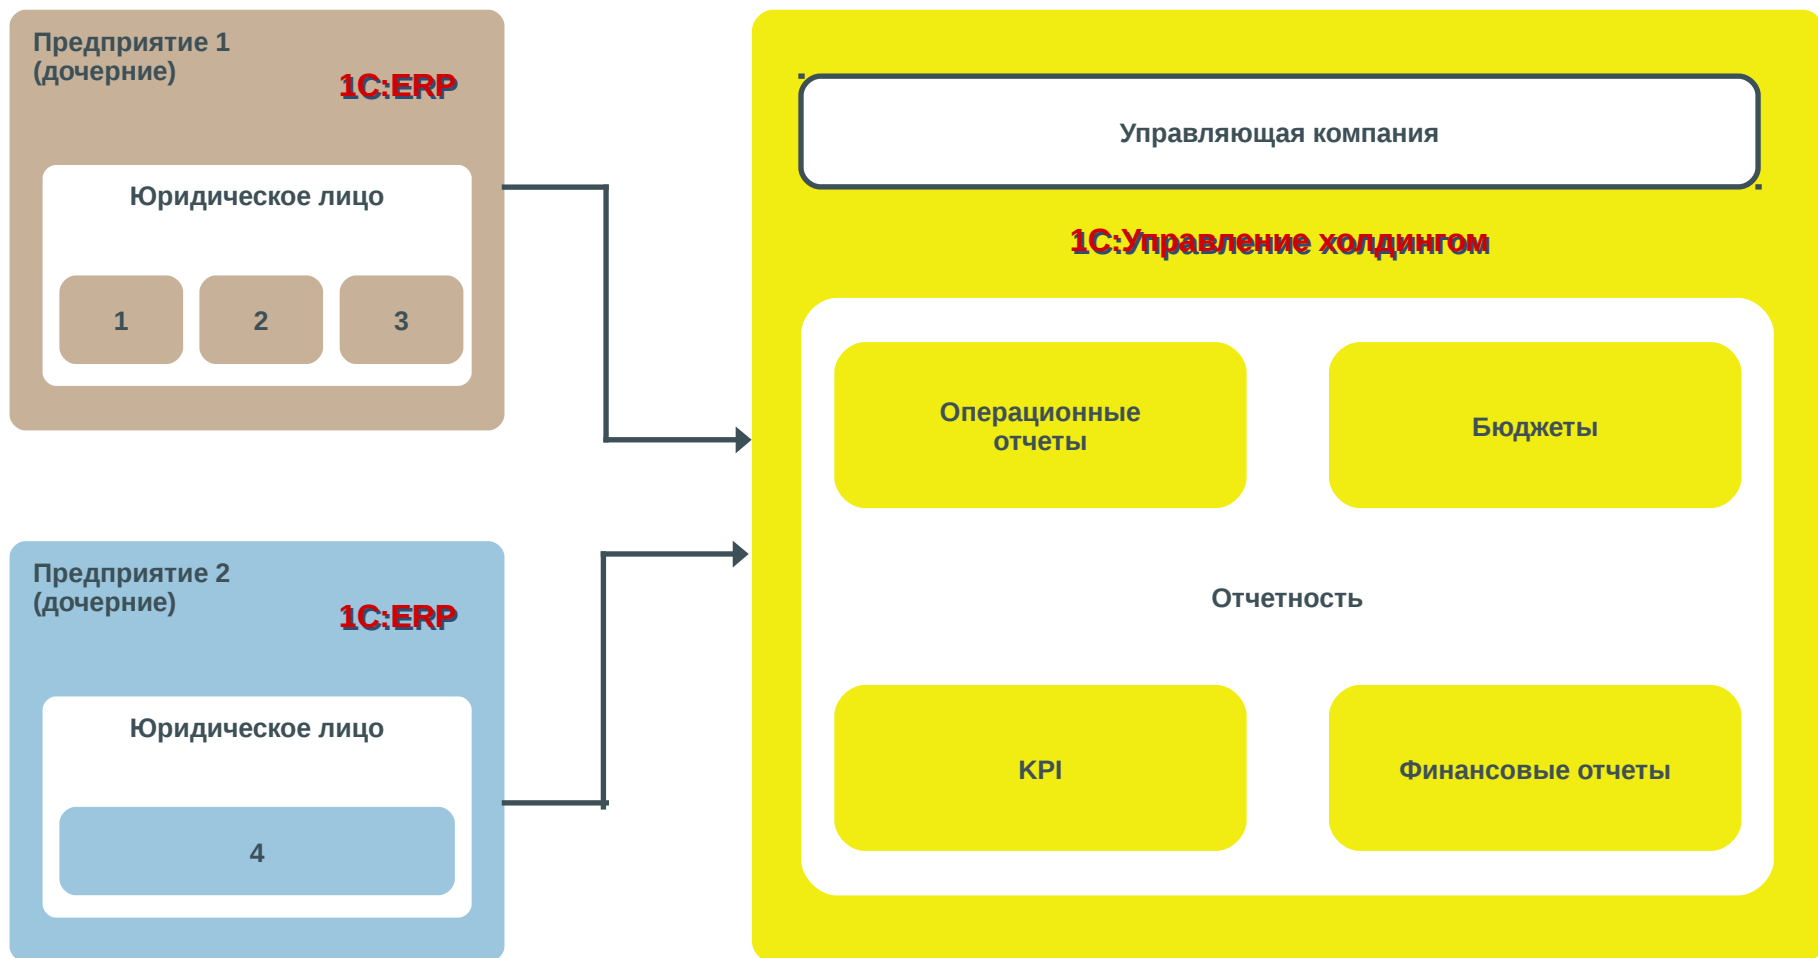 Предприятие 1
(дочерние)
1С:ERP
Юридическое лицо
1
2
3
Предприятие 2
(дочерние)
1С:ERP
Юридическое лицо
4
Управляющая компания
1С:Управление холдингом
Операционные
отчеты
Бюджеты
Отчетность
KPI
Финансовые отчеты